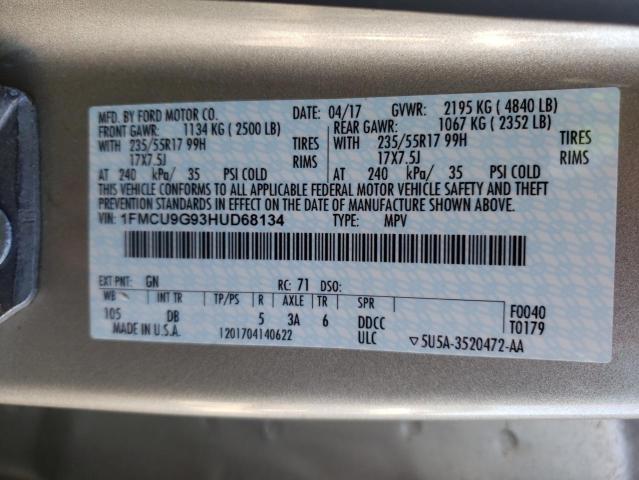 MFD. BY FORD MOTOR CO. DATE: 04/17 GVWR: 2195 KG ( 4840 LB)
FRONT GAWR: 1134 KG ( 2500 LB) REAR GAWR: 1067 KG ( 2352 LB)
WITH 235/55R17 99H TIRES WITH 235/55R17 99H TIRES
17X7.5J RIMS 17X7.5J RIMS
AT 240 kPa/ 35 PSI COLD AT 240 kPa/ 35 PSI COLD
THIS VEHICLE CONFORMS TO ALL APPLICABLE FEDERAL MOTOR VEHICLE SAFETY AND THEFT
PREVENTION STANDARDS IN EFFECT ON THE DATE OF MANUFACTURE SHOWN ABOVE.
VIN: 1FMCU9G93HUD68134 TYPE: MPV
EXT PNT: GN RC: 71 DSO:
WB INT TR TP/PS R AXLE TR SPR F0040
105 DB 5 3A 6 DDCC T0179
MADE IN U.S.A. 1201704140622 ULC ▽5U5A-3520472-AA